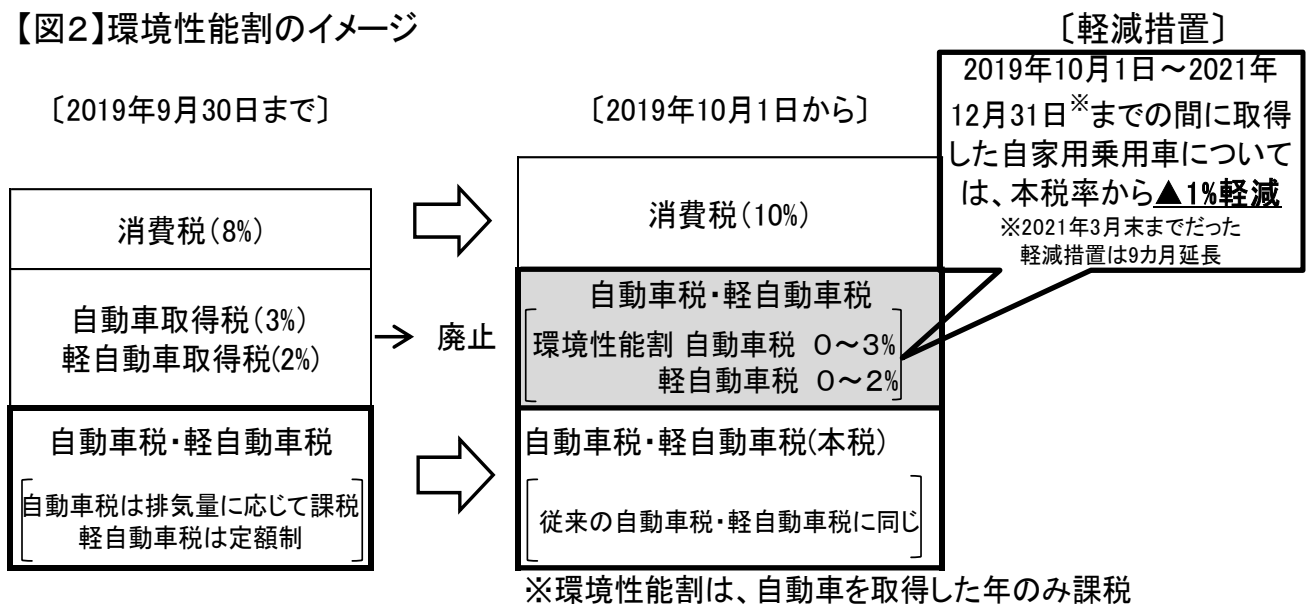 【図2】環境性能割のイメージ
〔軽減措置〕
2019年10月1日～2021年
12月31日※までの間に取得
した自家用乗用車について
は、本税率から▲1%軽減
※2021年3月末までだった
軽減措置は9カ月延長
〔2019年9月30日まで〕
〔2019年10月1日から〕
消費税(8%)
消費税(10%)
自動車取得税(3%)
軽自動車取得税(2%)
→ 廃止
自動車税・軽自動車税
環境性能割 自動車税 0～3%
軽自動車税 0～2%
自動車税・軽自動車税
自動車税は排気量に応じて課税
軽自動車税は定額制
自動車税・軽自動車税(本税)
従来の自動車税・軽自動車税に同じ
※環境性能割は、自動車を取得した年のみ課税